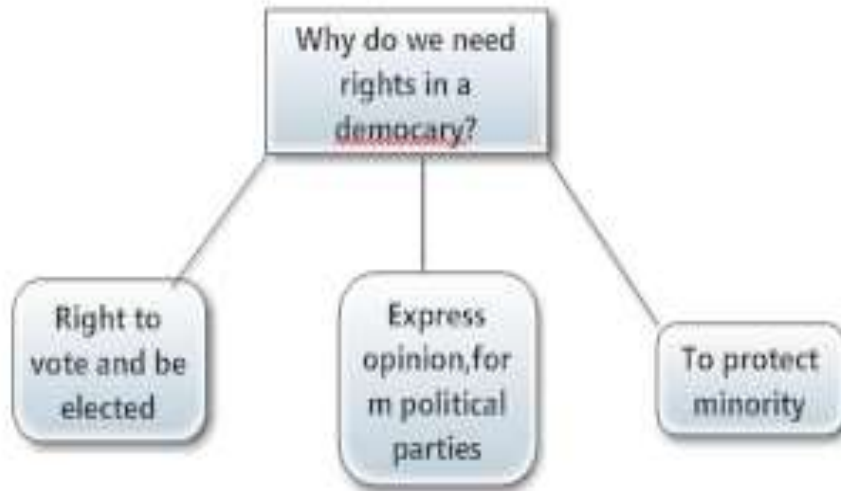 Why do we need
rights in a
democary?
Right to
vote and be
elected
Express
opinion,for
m political
parties
To protect
minority